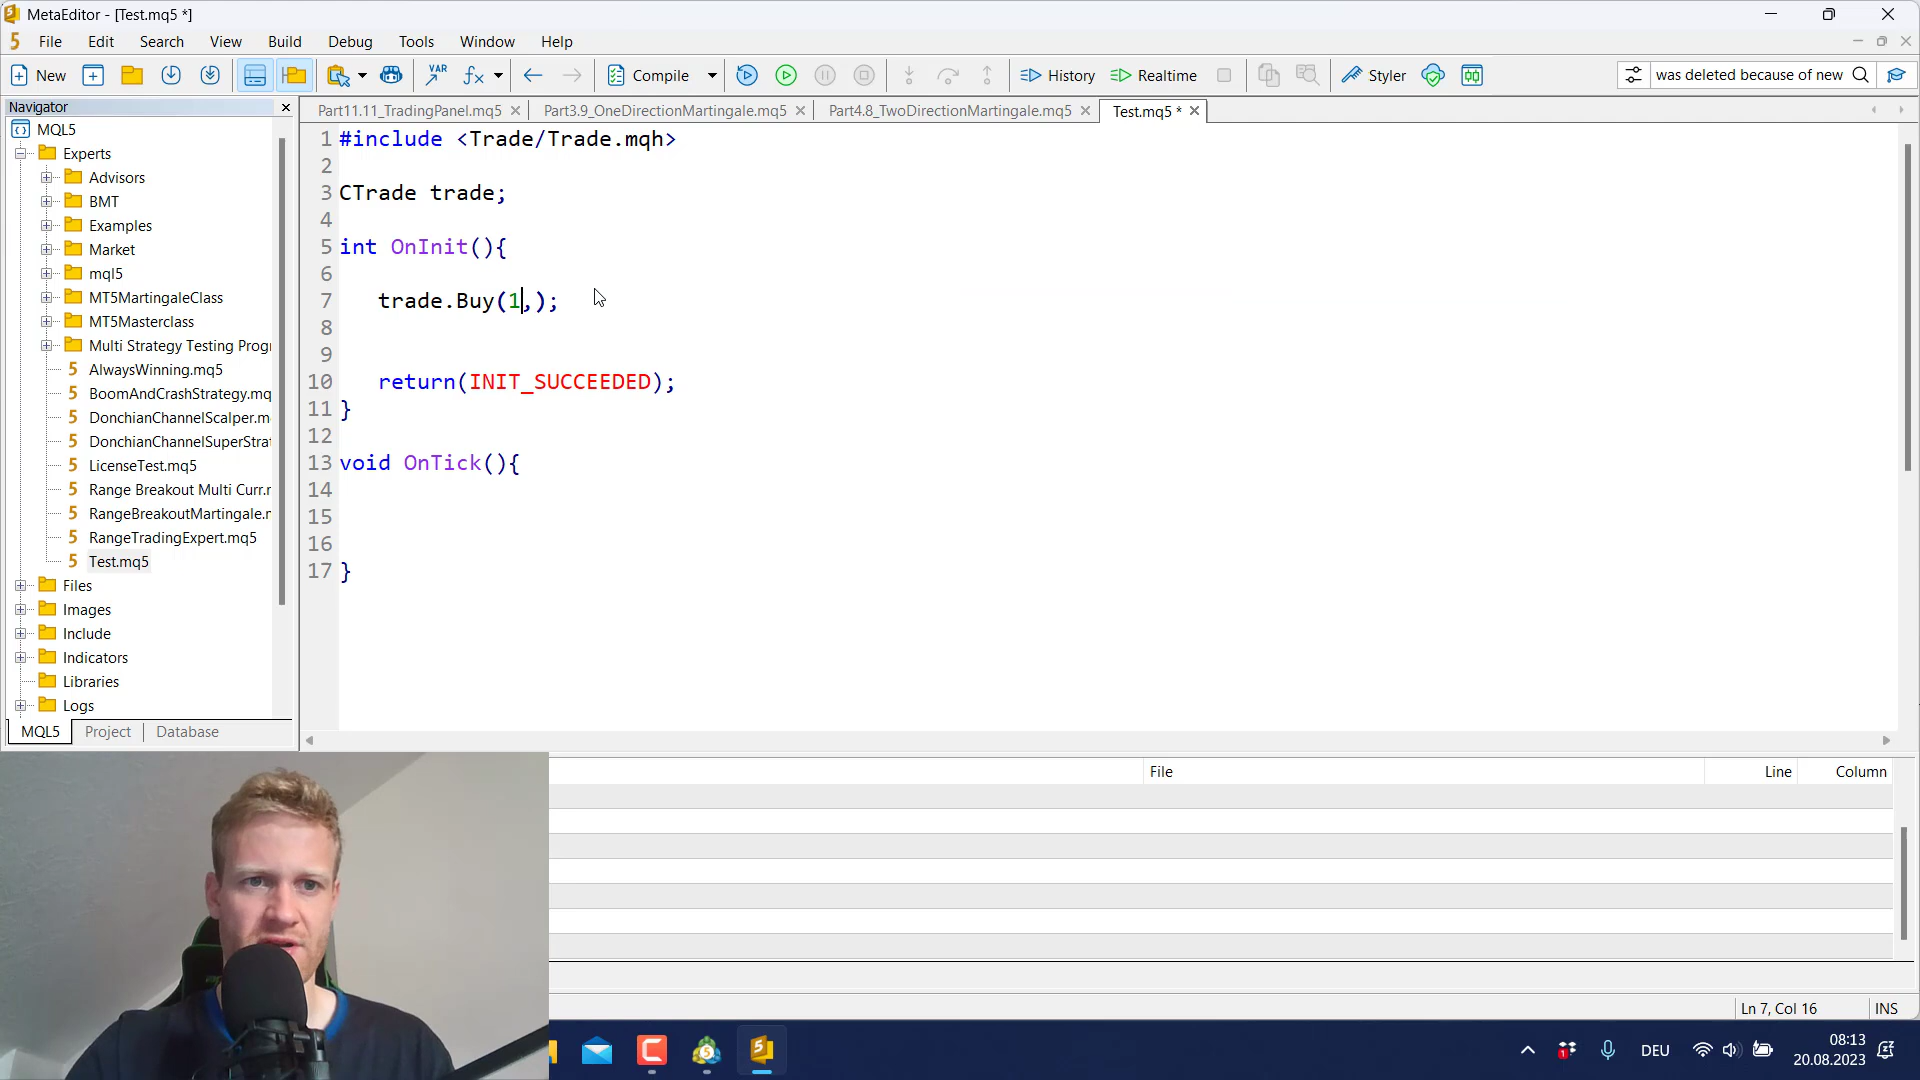 MetaEditor - [Test.mq5 *]
File Edit Search View Build Debug Tools Window Help
New Compile History Realtime Styler was deleted because of new
Navigator
Part11.11_TradingPanel.mq5 Part3.9_OneDirectionMartingale.mq5 Part4.8_TwoDirectionMartingale.mq5 Test.mq5 *
MQL5
Experts
Advisors
BMT
Examples
Market
mql5
MT5MartingaleClass
MT5Masterclass
Multi Strategy Testing Progr
AlwaysWinning.mq5
BoomAndCrashStrategy.mq
DonchianChannelScalper.m
DonchianChannelSuperStrat
LicenseTest.mq5
Range Breakout Multi Curr.m
RangeBreakoutMartingale.m
RangeTradingExpert.mq5
Test.mq5
Files
Images
Include
Indicators
Libraries
Logs
MQL5 Project Database
1 #include <Trade/Trade.mqh>
2
3 CTrade trade;
4
5 int OnInit(){
6
7 trade.Buy(1,);
8
9
10 return(INIT_SUCCEEDED);
11 }
12
13 void OnTick(){
14
15
16
17 }
File Line Column
Ln 7, Col 16 INS
DEU 08:13
20.08.2023